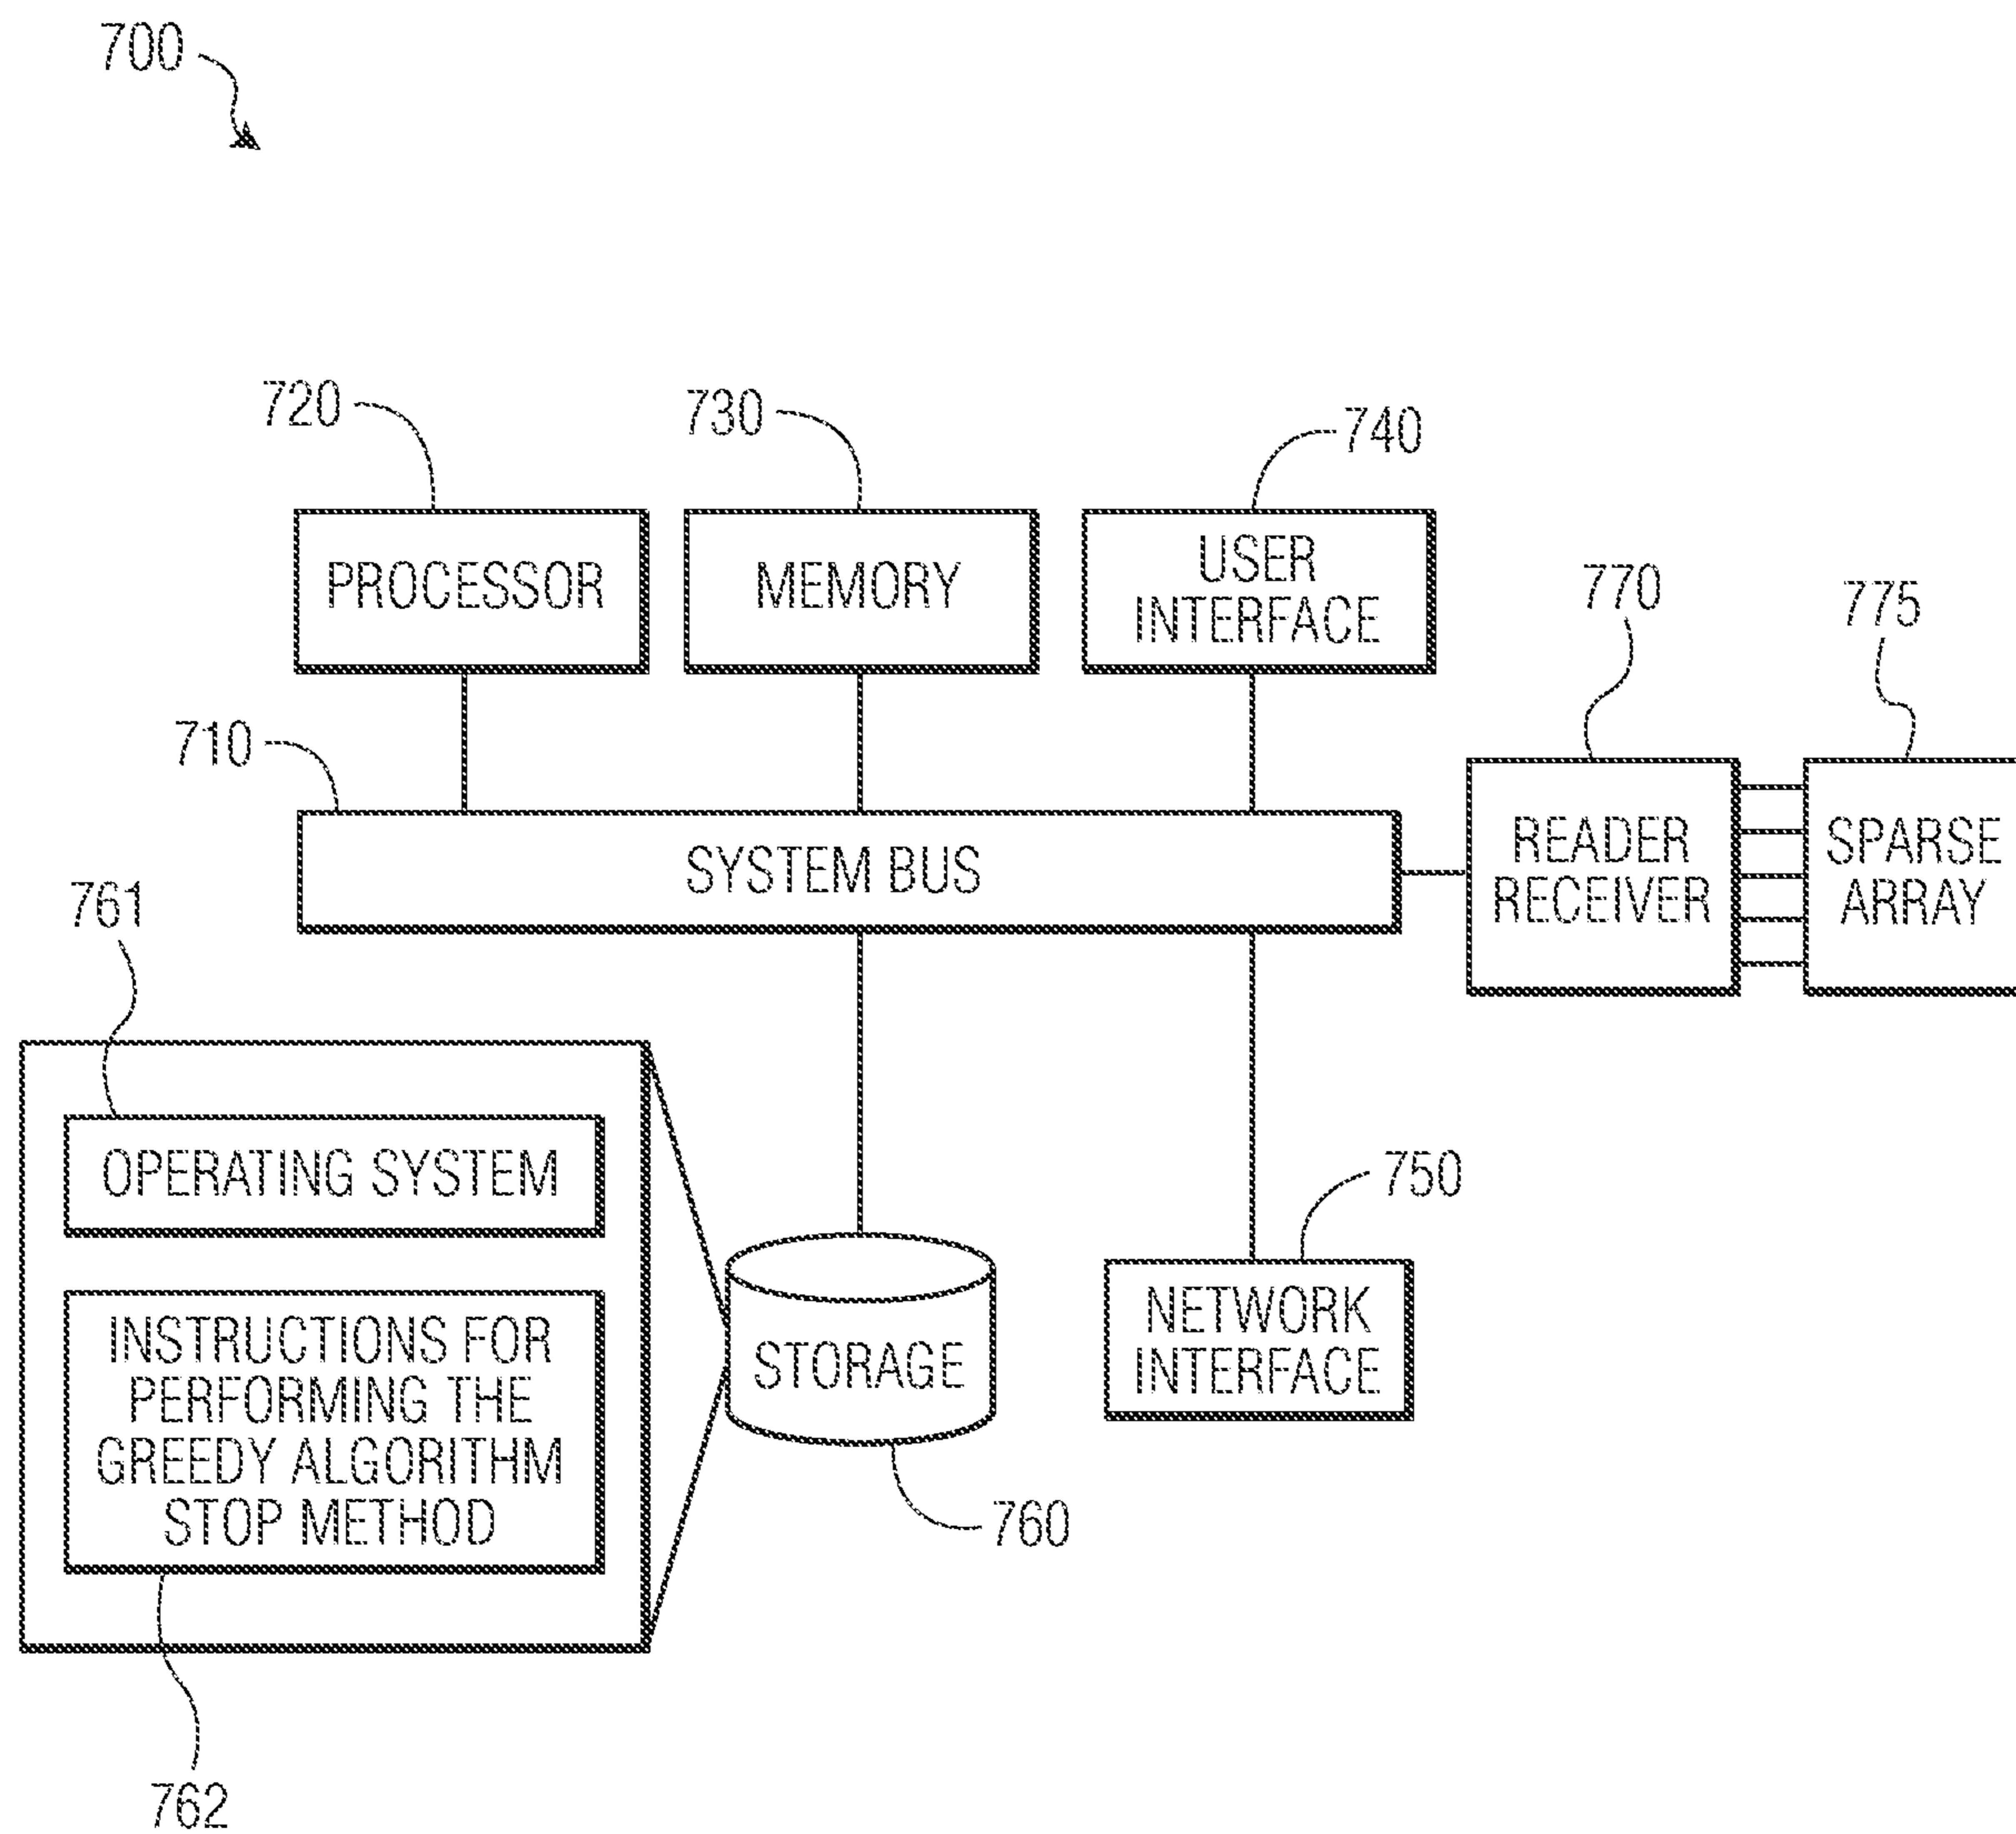 700
720
730
740
PROCESSOR
MEMORY
USER
INTERFACE
770
775
710
SYSTEM BUS
READER
RECEIVER
SPARSE
ARRAY
761
OPERATING SYSTEM
750
INSTRUCTIONS FOR
PERFORMING THE
GREEDY ALGORITHM
STOP METHOD
STORAGE
NETWORK
INTERFACE
760
762